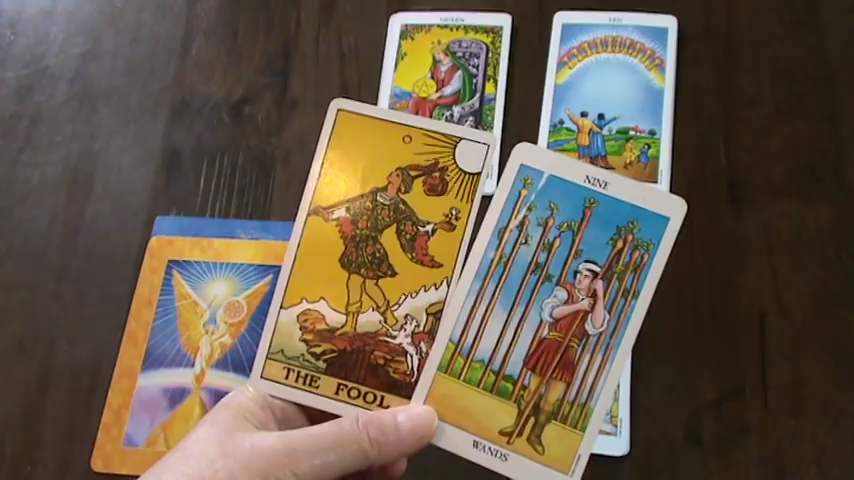 QUEEN
TEN
NINE
THE FOOL
WANDS